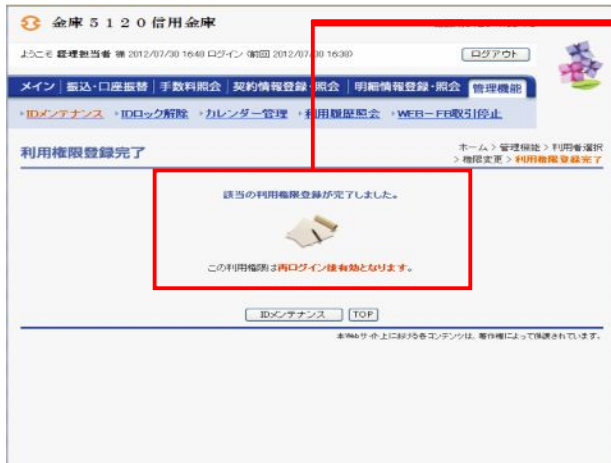 金庫５１２０信用金庫
ようこそ 経理担当者 様 2012/07/30 16:48 ログイン (前回 2012/07/30 16:38)
ログアウト
メイン 振込・口座振替 手数料照会 契約情報登録・照会 明細情報登録・照会 管理機能
IDメンテナンス IDロック解除 カレンダー管理 利用履歴照会 WEB－FB取引停止
利用権限登録完了
ホーム > 管理機能 > 利用者選択
> 権限変更 > 利用権限登録完了
該当の利用権限登録が完了しました。
この利用権限は再ログイン後有効となります。
IDメンテナンス TOP
本Webサイト上における各コンテンツは、著作権によって保護されています。